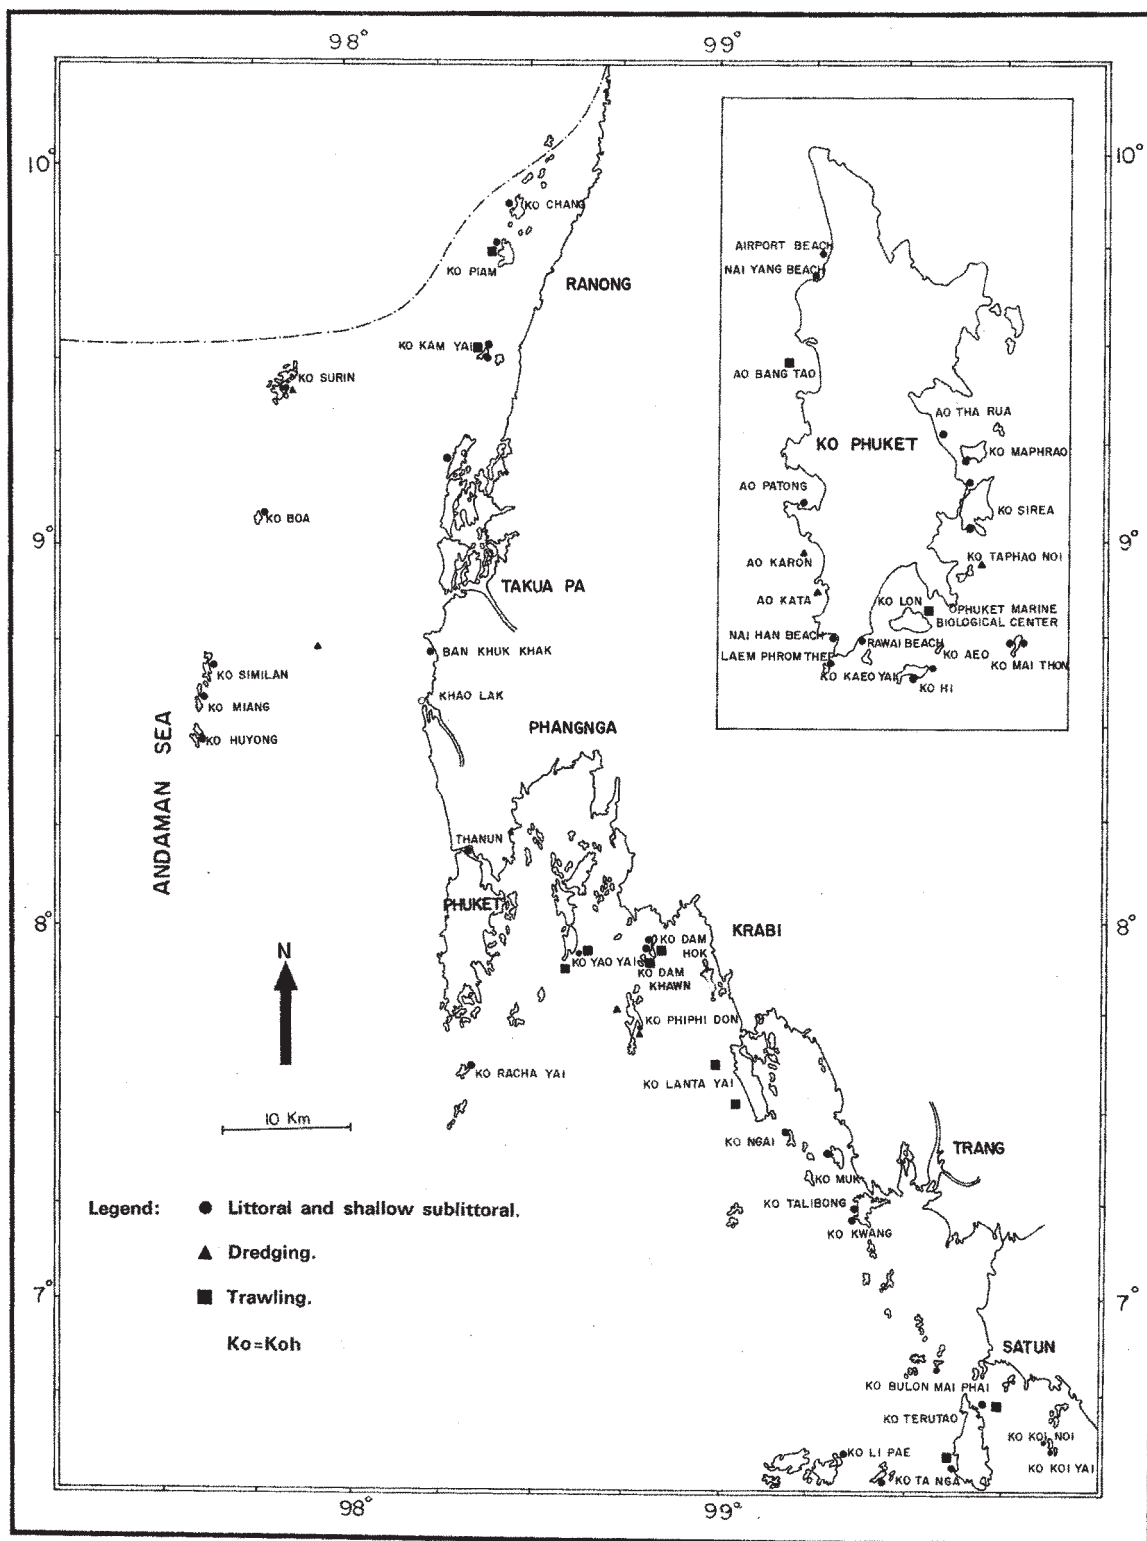 98°
99°
10°
10°
KO CHANG
KO PIAM
RANONG
KO KAM YAI
KO SURIN
KO BOA
9°
9°
TAKUA PA
BAN KHUK KHAK
KO SIMILAN
KO MIANG
KO HUYONG
KHAO LAK
PHANGNGA
ANDAMAN SEA
THANUN
PHUKET
8°
8°
KRABI
KO DAM HOK
KO YAO YAI
KO DAM KHAWN
N
KO PHIPHI DON
KO RACHA YAI
KO LANTA YAI
10 Km
KO NGAI
TRANG
KO MUK
KO TALIBONG
KO KWANG
Legend:
Littoral and shallow sublittoral.
Dredging.
Trawling.
Ko=Koh
7°
7°
SATUN
KO BULON MAI PHAI
KO TERUTAO
KO KOI NOI
KO LI PAE
KO KOI YAI
KO TA NGA
98°
99°
AIRPORT BEACH
NAI YANG BEACH
AO BANG TAO
AO THA RUA
KO PHUKET
KO MAPHRAO
AO PATONG
KO SIREA
AO KARON
KO TAPHAO NOI
AO KATA
KO LON
PHUKET MARINE
BIOLOGICAL CENTER
NAI HAN BEACH
RAWAI BEACH
KO AEO
LAEM PHROM THEP
KO MAI THON
KO KAEO YAI
KO HI